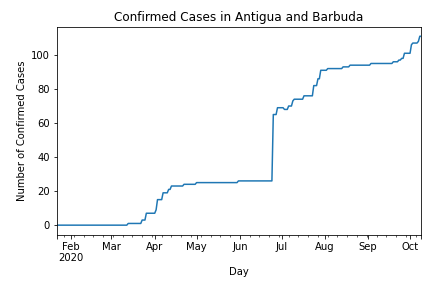 Confirmed Cases in Antigua and Barbuda
Number of Confirmed Cases
100
80
60
40
20
0
Feb Mar Apr May Jun Jul Aug Sep Oct
2020
Day